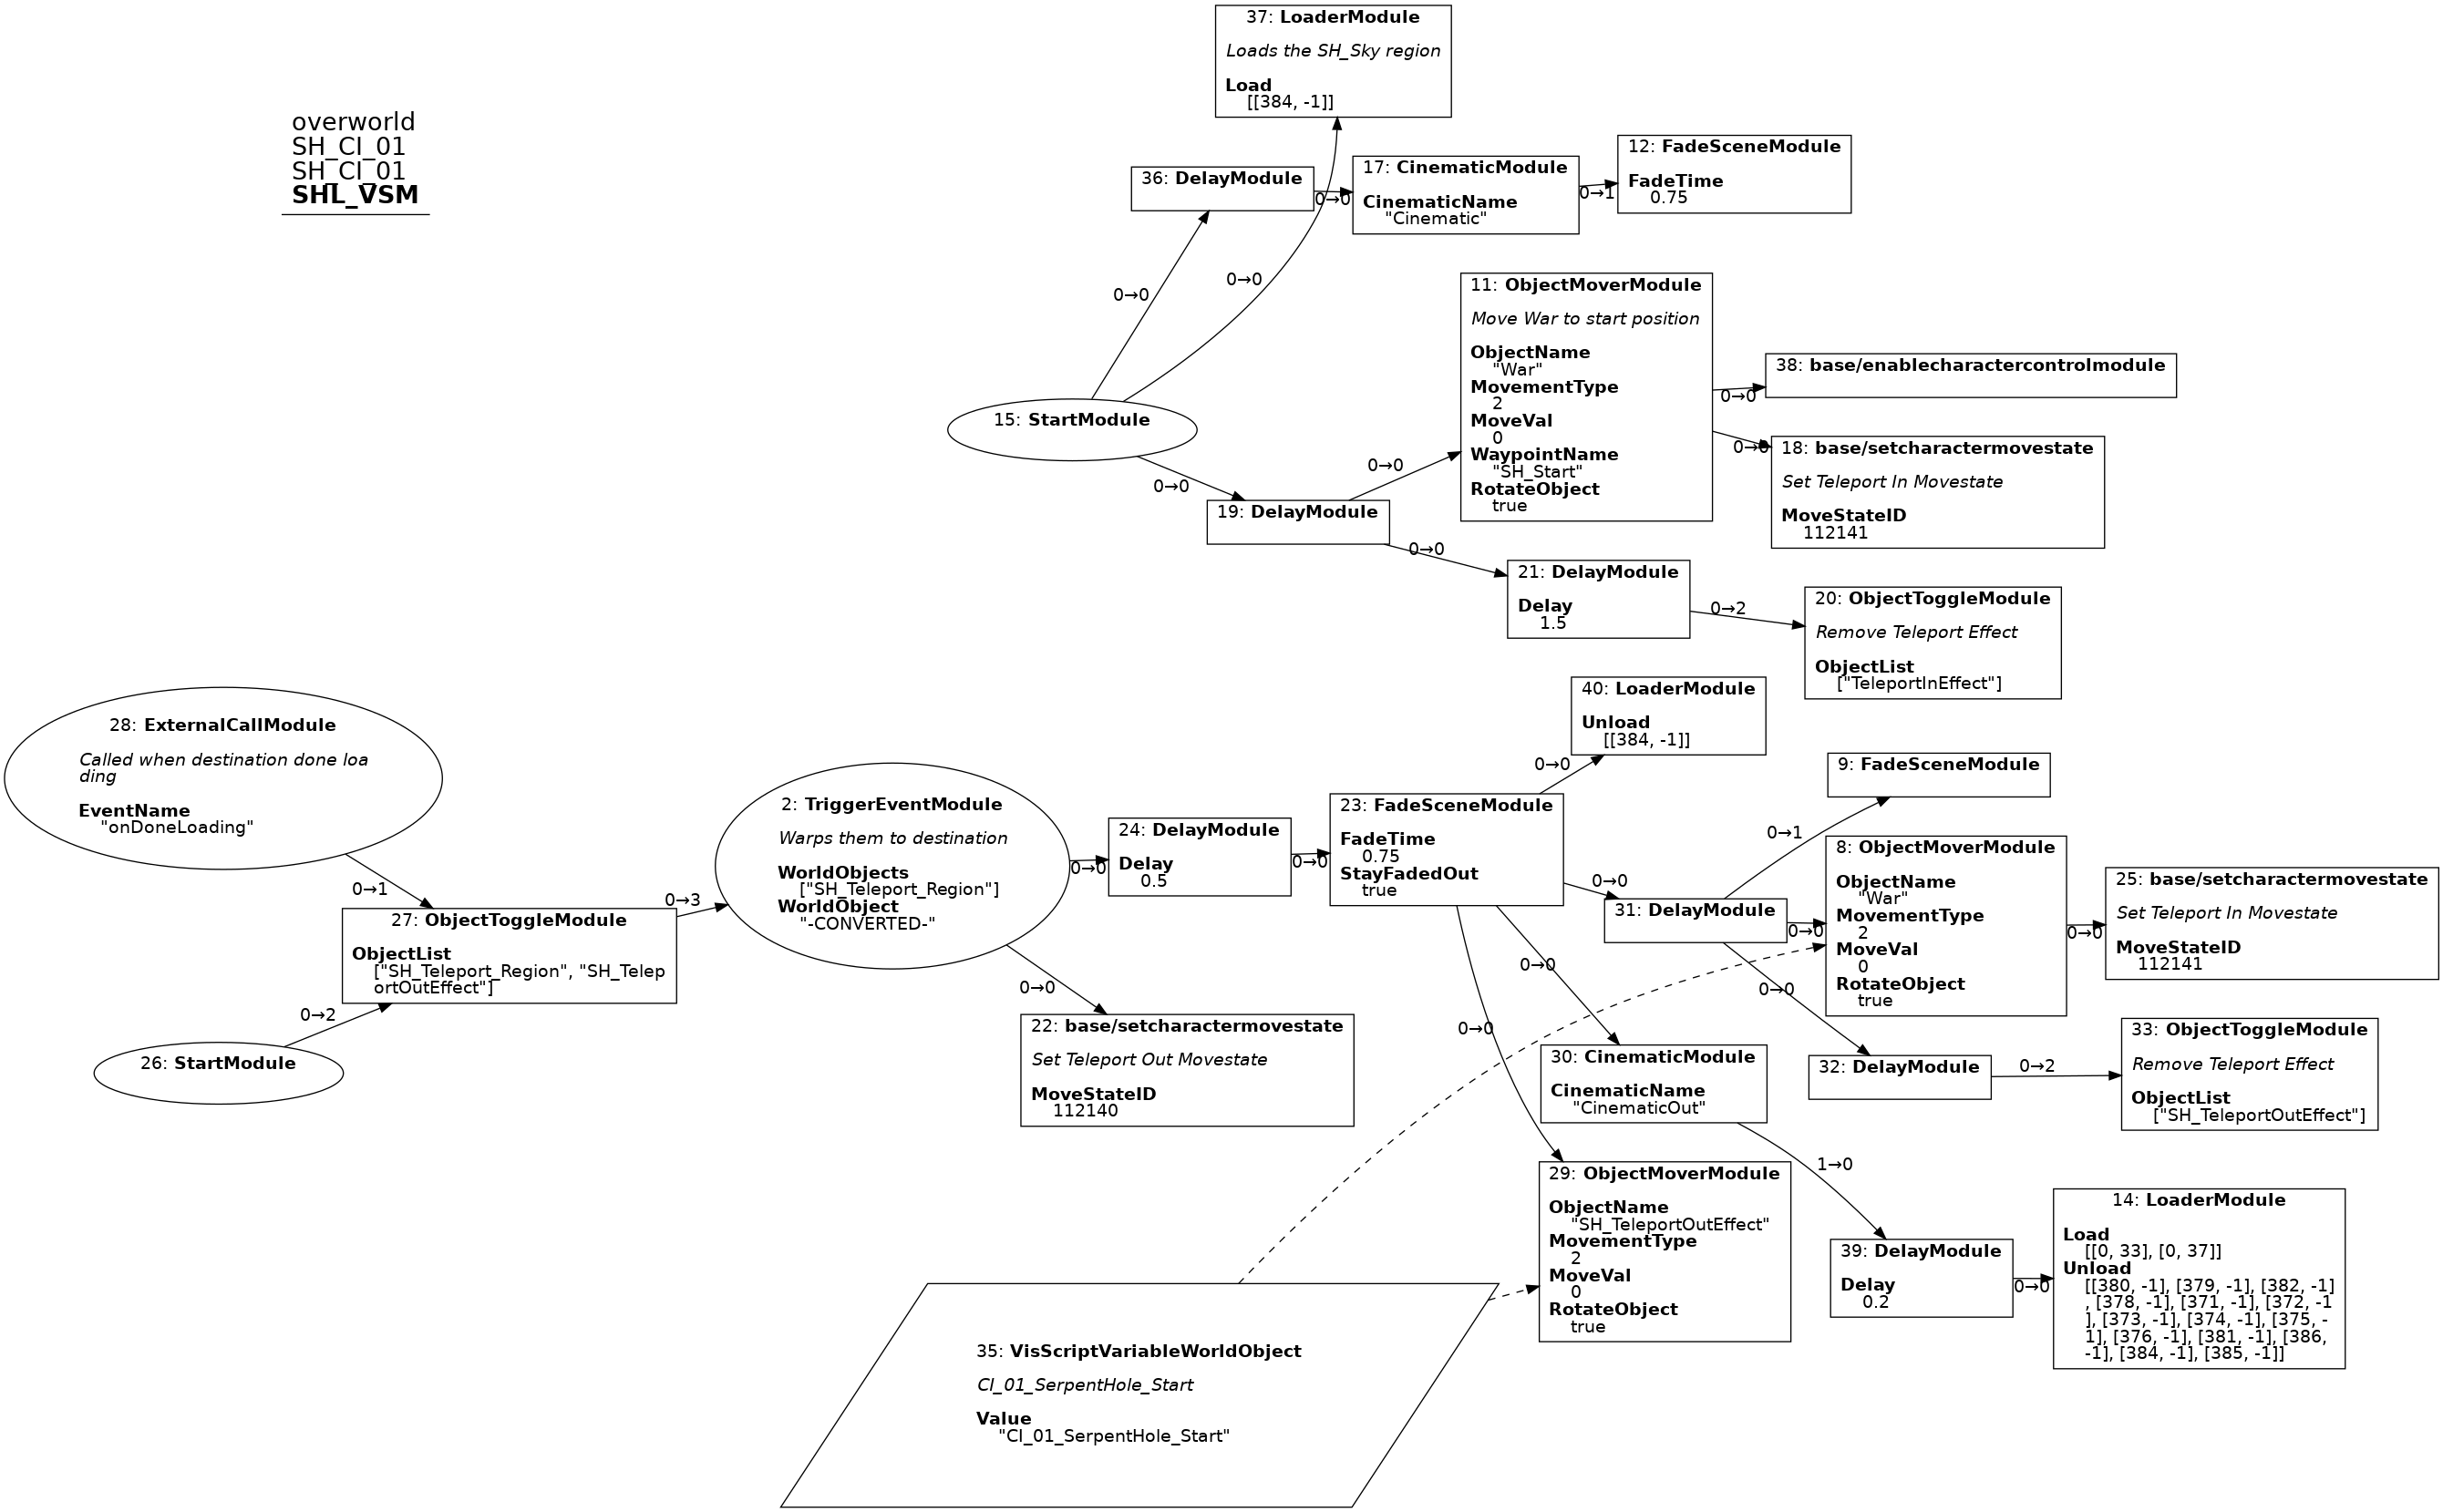 overworld
SH_CI_01
SH_CI_01
SHL_VSM
37: LoaderModule
Loads the SH_Sky region
Load
[[384, -1]]
36: DelayModule
0→0
17: CinematicModule
CinematicName
"Cinematic"
0→1
12: FadeSceneModule
FadeTime
0.75
0→0
0→0
15: StartModule
0→0
19: DelayModule
0→0
11: ObjectMoverModule
Move War to start position
ObjectName
"War"
MovementType
2
MoveVal
0
WaypointName
"SH_Start"
RotateObject
true
0→0
38: base/enablecharactercontrolmodule
0→0
18: base/setcharactermovestate
Set Teleport In Movestate
MoveStateID
112141
0→0
21: DelayModule
Delay
1.5
0→2
20: ObjectToggleModule
Remove Teleport Effect
ObjectList
["TeleportInEffect"]
28: ExternalCallModule
Called when destination done loa
ding
EventName
"onDoneLoading"
0→1
27: ObjectToggleModule
ObjectList
["SH_Teleport_Region", "SH_Telep
ortOutEffect"]
0→2
26: StartModule
0→3
2: TriggerEventModule
Warps them to destination
WorldObjects
["SH_Teleport_Region"]
WorldObject
"-CONVERTED-"
0→0
24: DelayModule
Delay
0.5
0→0
23: FadeSceneModule
FadeTime
0.75
StayFadedOut
true
0→0
40: LoaderModule
Unload
[[384, -1]]
0→0
31: DelayModule
0→1
9: FadeSceneModule
0→0
8: ObjectMoverModule
ObjectName
"War"
MovementType
2
MoveVal
0
RotateObject
true
0→0
25: base/setcharactermovestate
Set Teleport In Movestate
MoveStateID
112141
0→0
22: base/setcharactermovestate
Set Teleport Out Movestate
MoveStateID
112140
0→0
0→0
0→0
30: CinematicModule
CinematicName
"CinematicOut"
32: DelayModule
0→2
33: ObjectToggleModule
Remove Teleport Effect
ObjectList
["SH_TeleportOutEffect"]
29: ObjectMoverModule
ObjectName
"SH_TeleportOutEffect"
MovementType
2
MoveVal
0
RotateObject
true
1→0
39: DelayModule
Delay
0.2
0→0
14: LoaderModule
Load
[[0, 33], [0, 37]]
Unload
[[380, -1], [379, -1], [382, -1]
, [378, -1], [371, -1], [372, -1
], [373, -1], [374, -1], [375, -
1], [376, -1], [381, -1], [386,
-1], [384, -1], [385, -1]]
35: VisScriptVariableWorldObject
CI_01_SerpentHole_Start
Value
"CI_01_SerpentHole_Start"